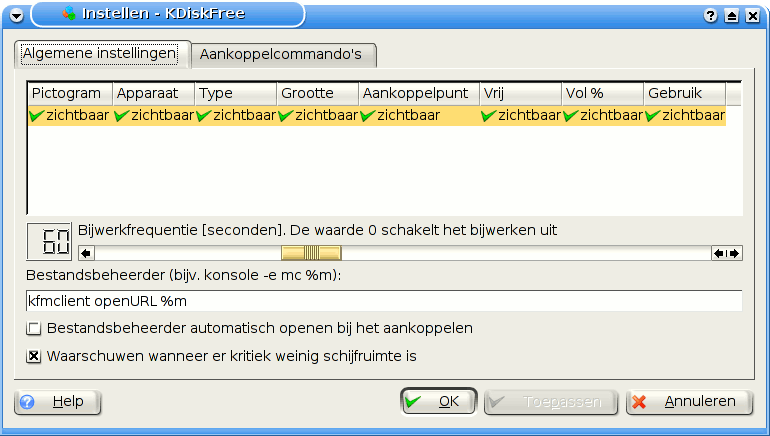 Instellen - KDiskFree
Algemene instellingen Aankoppelcommando's
Pictogram Apparaat Type Grootte Aankoppelpunt Vrij Vol % Gebruik
zichtbaar zichtbaar zichtbaar zichtbaar zichtbaar zichtbaar zichtbaar zichtbaar
60 Bijwerkfrequentie [seconden]. De waarde 0 schakelt het bijwerken uit
Bestandsbeheerder (bijv. konsole -e mc %m):
kfmclient openURL %m
Bestandsbeheerder automatisch openen bij het aankoppelen
Waarschuwen wanneer er kritiek weinig schijfruimte is
Help OK Toepassen Annuleren